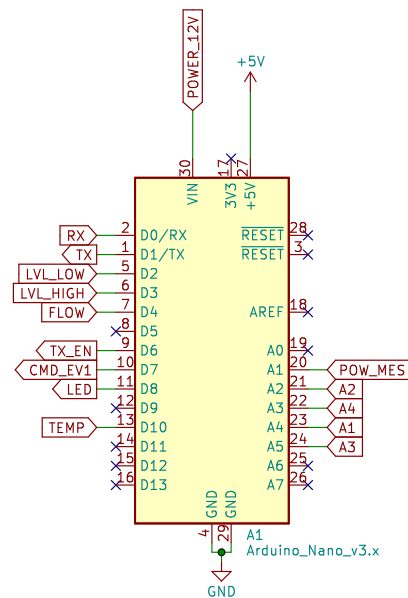 POWER_12V
+5V
30
17
27
VIN
3V3
+5V
RX 2 D0/RX RESET 28
TX 1 D1/TX RESET 3
LVL_LOW 5 D2
LVL_HIGH 6 D3
FLOW 7 D4 AREF 18
8 D5
TX_EN 9 D6 A0 19
CMD_EV1 10 D7 A1 20 POW_MES
LED 11 D8 A2 21 A2
12 D9 A3 22 A4
TEMP 13 D10 A4 23 A1
14 D11 A5 24 A3
15 D12 A6 25
16 D13 A7 26
GND
GND
4
29
A1
Arduino_Nano_v3.x
GND